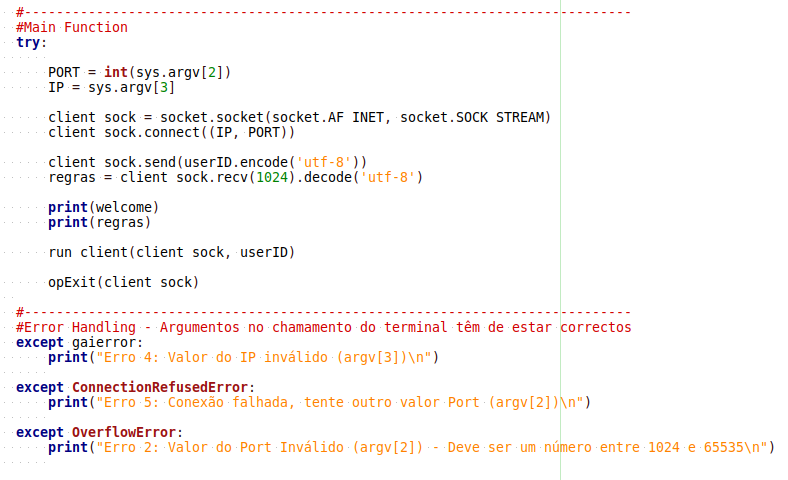 #----------------------------------------------------------------------------
#Main Function
try:
PORT = int(sys.argv[2])
IP = sys.argv[3]
client sock = socket.socket(socket.AF INET, socket.SOCK STREAM)
client sock.connect((IP, PORT))
client sock.send(userID.encode('utf-8'))
regras = client sock.recv(1024).decode('utf-8')
print(welcome)
print(regras)
run client(client sock, userID)
opExit(client sock)
#----------------------------------------------------------------------------
#Error Handling - Argumentos no chamamento do terminal têm de estar correctos
except gaierror:
print("Erro 4: Valor do IP inválido (argv[3])\n")
except ConnectionRefusedError:
print("Erro 5: Conexão falhada, tente outro valor Port (argv[2])\n")
except OverflowError:
print("Erro 2: Valor do Port Inválido (argv[2]) - Deve ser um número entre 1024 e 65535\n")